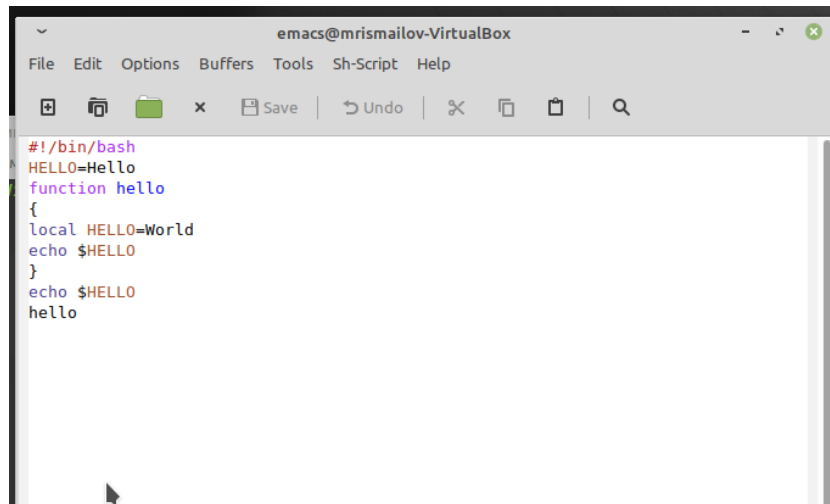 emacs@mrismailov-VirtualBox
File Edit Options Buffers Tools Sh-Script Help
Save Undo
#!/bin/bash
HELLO=Hello
function hello
{
local HELLO=World
echo $HELLO
}
echo $HELLO
hello